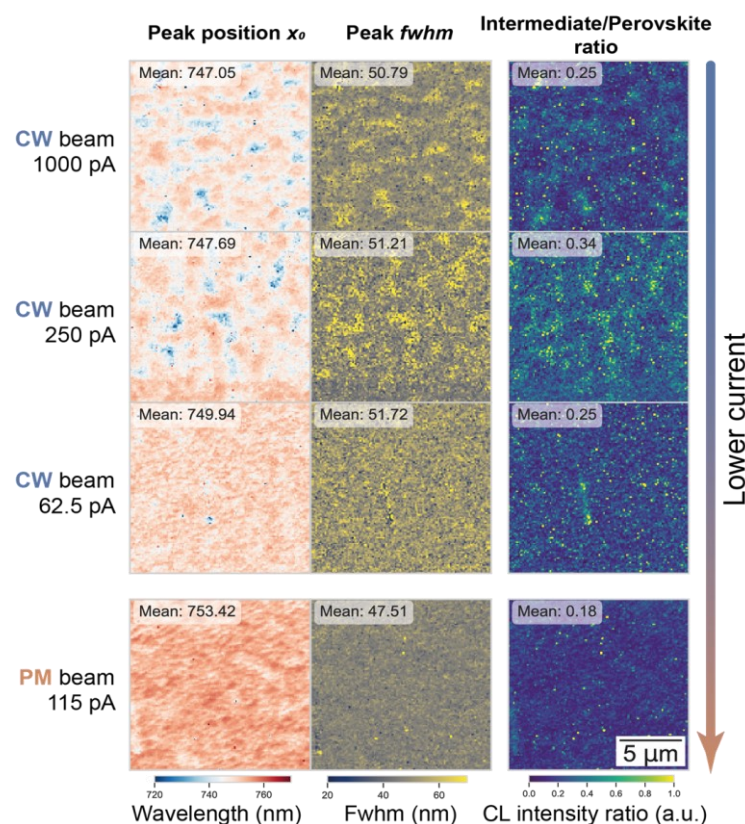 Peak position x₀
Peak fwhm
Intermediate/Perovskite
ratio
CW beam
1000 pA
Mean: 747.05
Mean: 50.79
Mean: 0.25
CW beam
250 pA
Mean: 747.69
Mean: 51.21
Mean: 0.34
CW beam
62.5 pA
Mean: 749.94
Mean: 51.72
Mean: 0.25
PM beam
115 pA
Mean: 753.42
Mean: 47.51
Mean: 0.18
5 µm
Lower current
720 740 760
Wavelength (nm)
20 40 60
Fwhm (nm)
0.0 0.2 0.4 0.6 0.8 1.0
CL intensity ratio (a.u.)